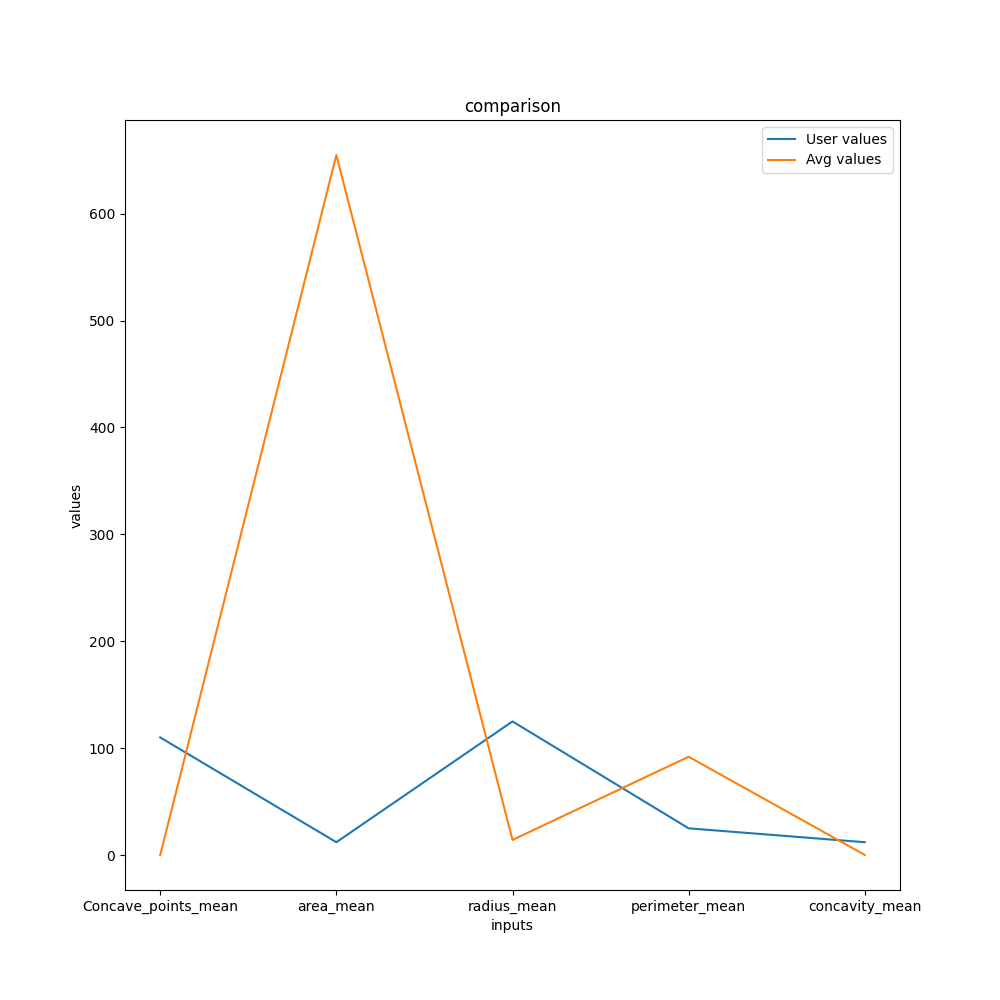 comparison
User values
Avg values
600
500
400
300
200
100
0
values
Concave_points_mean area_mean radius_mean perimeter_mean concavity_mean
inputs